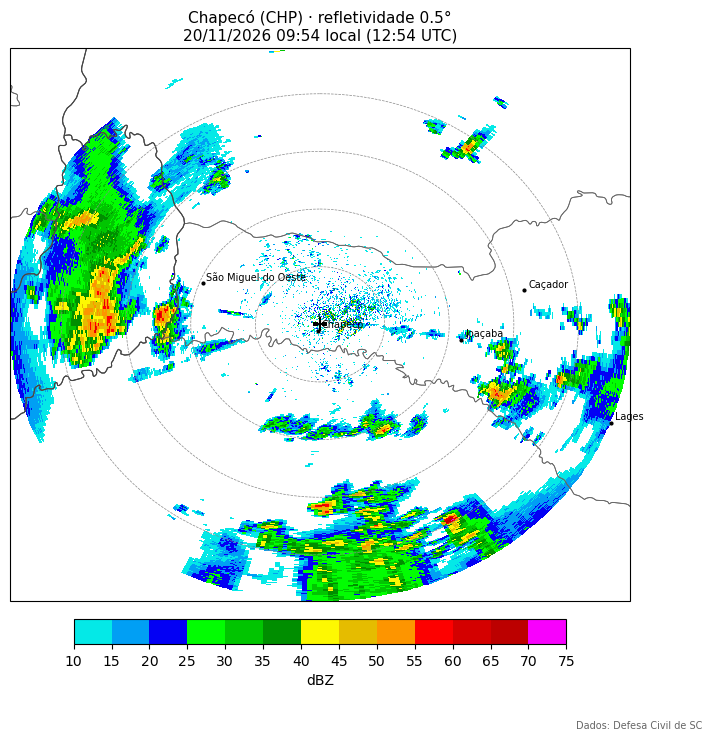 Chapecó (CHP) · refletividade 0.5°
20/11/2026 09:54 local (12:54 UTC)
São Miguel do Oeste
Caçador
Chapecó
Joaçaba
Lages
10 15 20 25 30 35 40 45 50 55 60 65 70 75
dBZ
Dados: Defesa Civil de SC